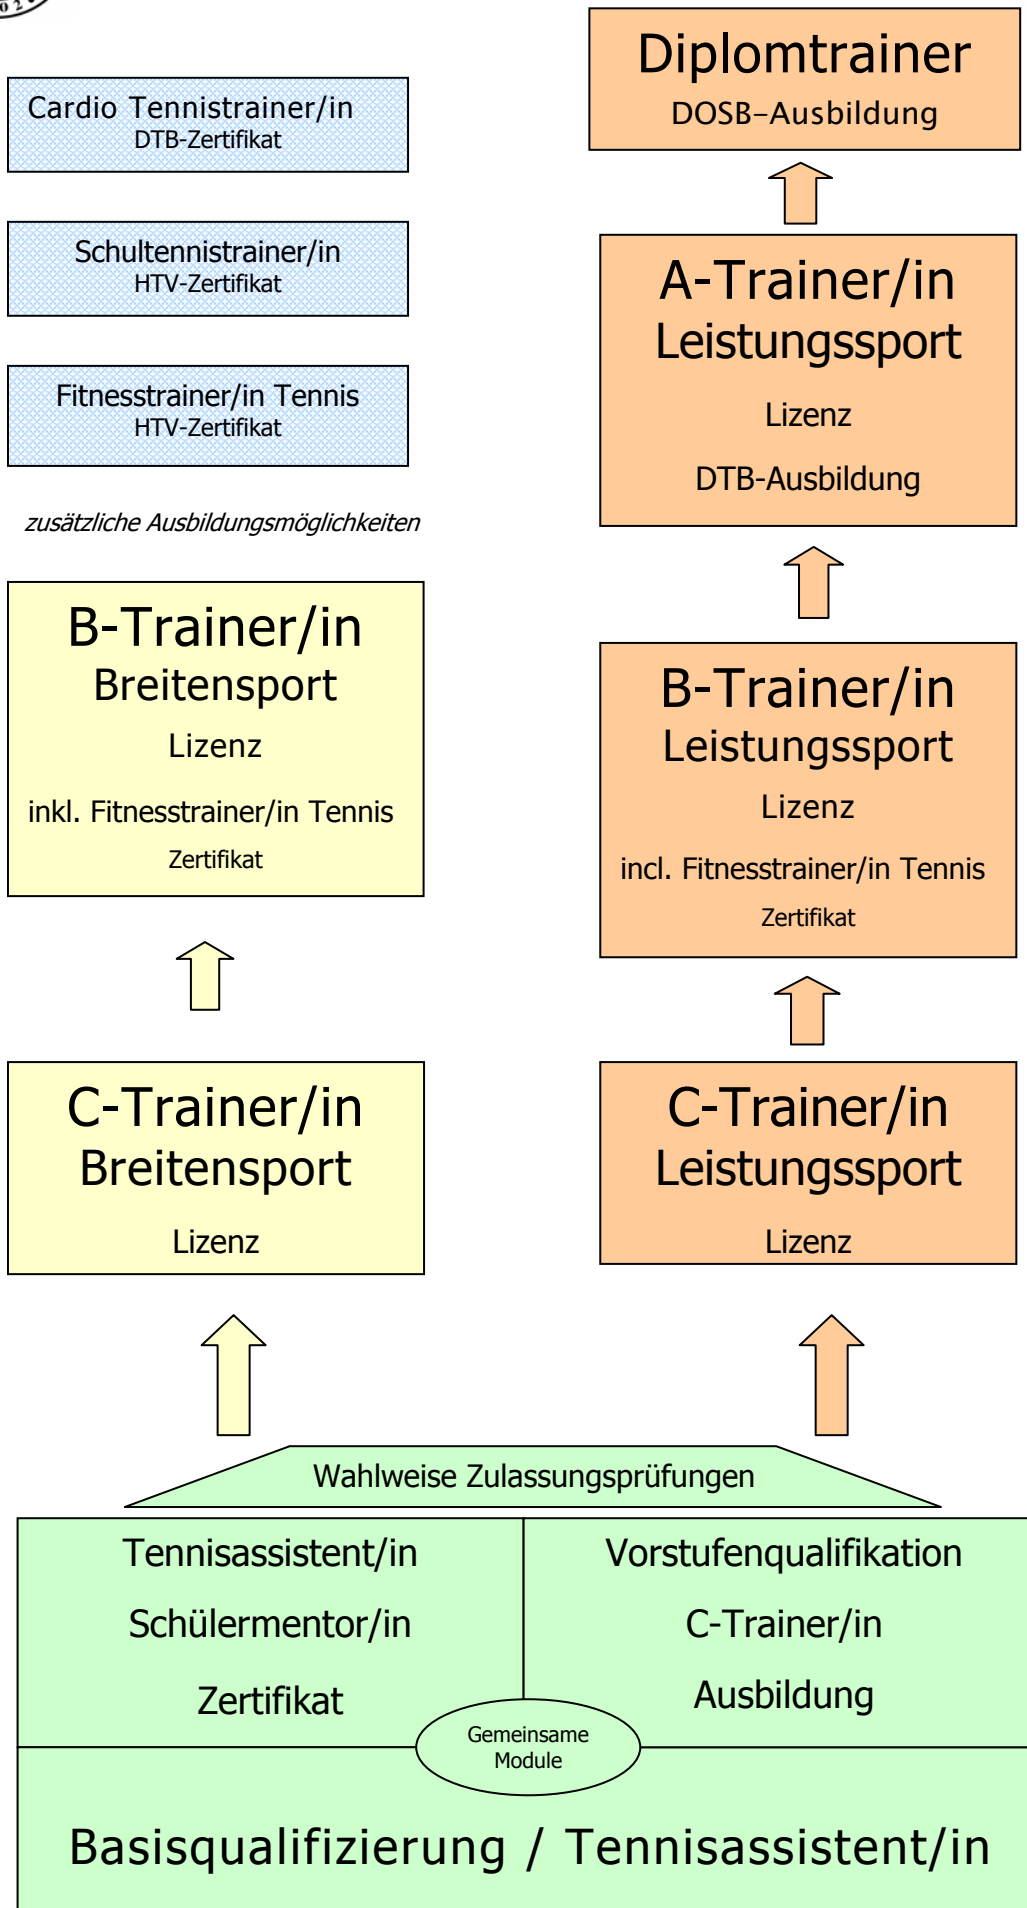 Cardio Tennistrainer/in
DTB-Zertifikat
Schultennistrainer/in
HTV-Zertifikat
Fitnesstrainer/in Tennis
HTV-Zertifikat
zusätzliche Ausbildungsmöglichkeiten
B-Trainer/in
Breitensport
Lizenz
inkl. Fitnesstrainer/in Tennis
Zertifikat
C-Trainer/in
Breitensport
Lizenz
Diplomtrainer
DOSB-Ausbildung
A-Trainer/in
Leistungssport
Lizenz
DTB-Ausbildung
B-Trainer/in
Leistungssport
Lizenz
incl. Fitnesstrainer/in Tennis
Zertifikat
C-Trainer/in
Leistungssport
Lizenz
Wahlweise Zulassungsprüfungen
Tennisassistent/in
Schülermentor/in
Zertifikat
Vorstufenqualifikation
C-Trainer/in
Ausbildung
Gemeinsame
Module
Basisqualifizierung / Tennisassistent/in